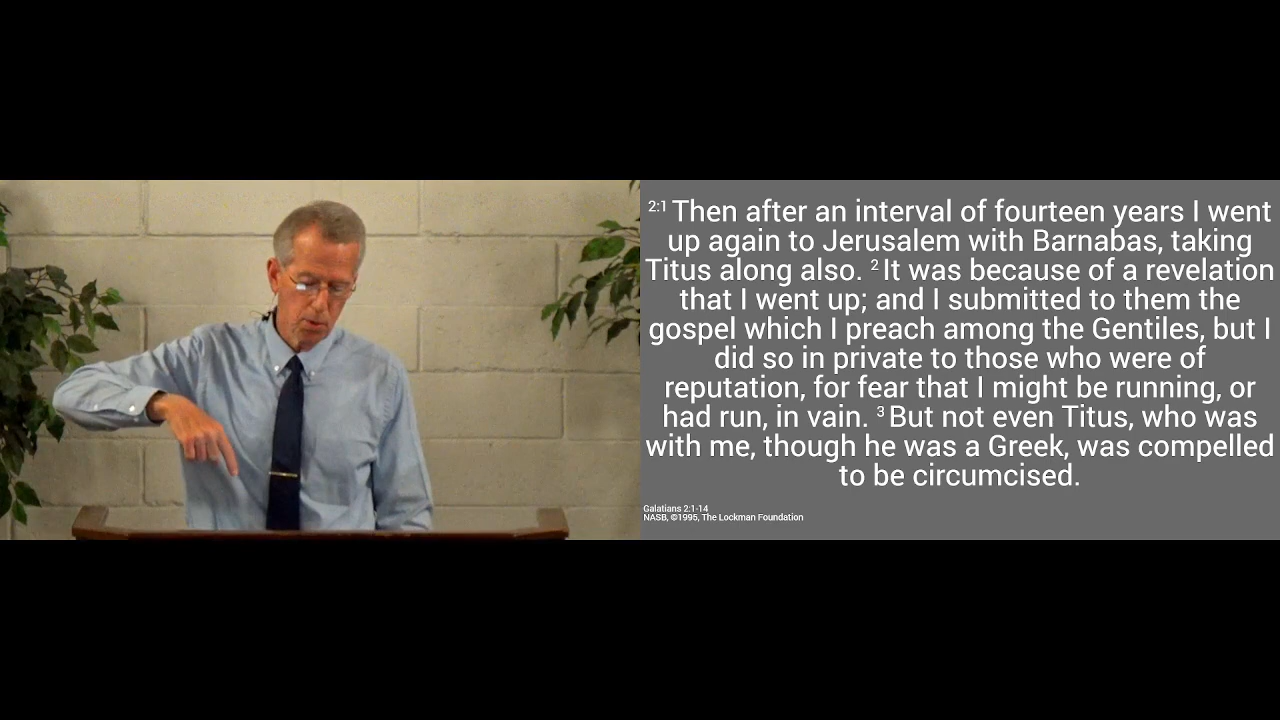 2:1 Then after an interval of fourteen years I went
up again to Jerusalem with Barnabas, taking
Titus along also. 2 It was because of a revelation
that I went up; and I submitted to them the
gospel which I preach among the Gentiles, but I
did so in private to those who were of
reputation, for fear that I might be running, or
had run, in vain. 3 But not even Titus, who was
with me, though he was a Greek, was compelled
to be circumcised.
Galatians 2:1-14
NASB, ©1995, The Lockman Foundation